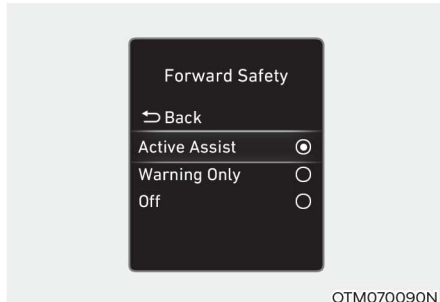 Forward Safety
Back
Active Assist
Warning Only
Off
OTM070090N